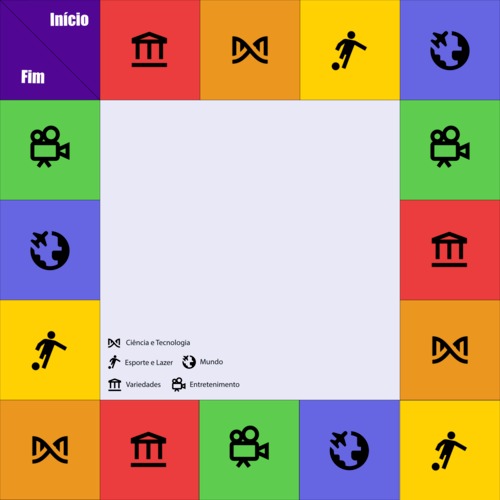 Início
Fim
Ciência e Tecnologia
Esporte e Lazer Mundo
Variedades Entretenimento